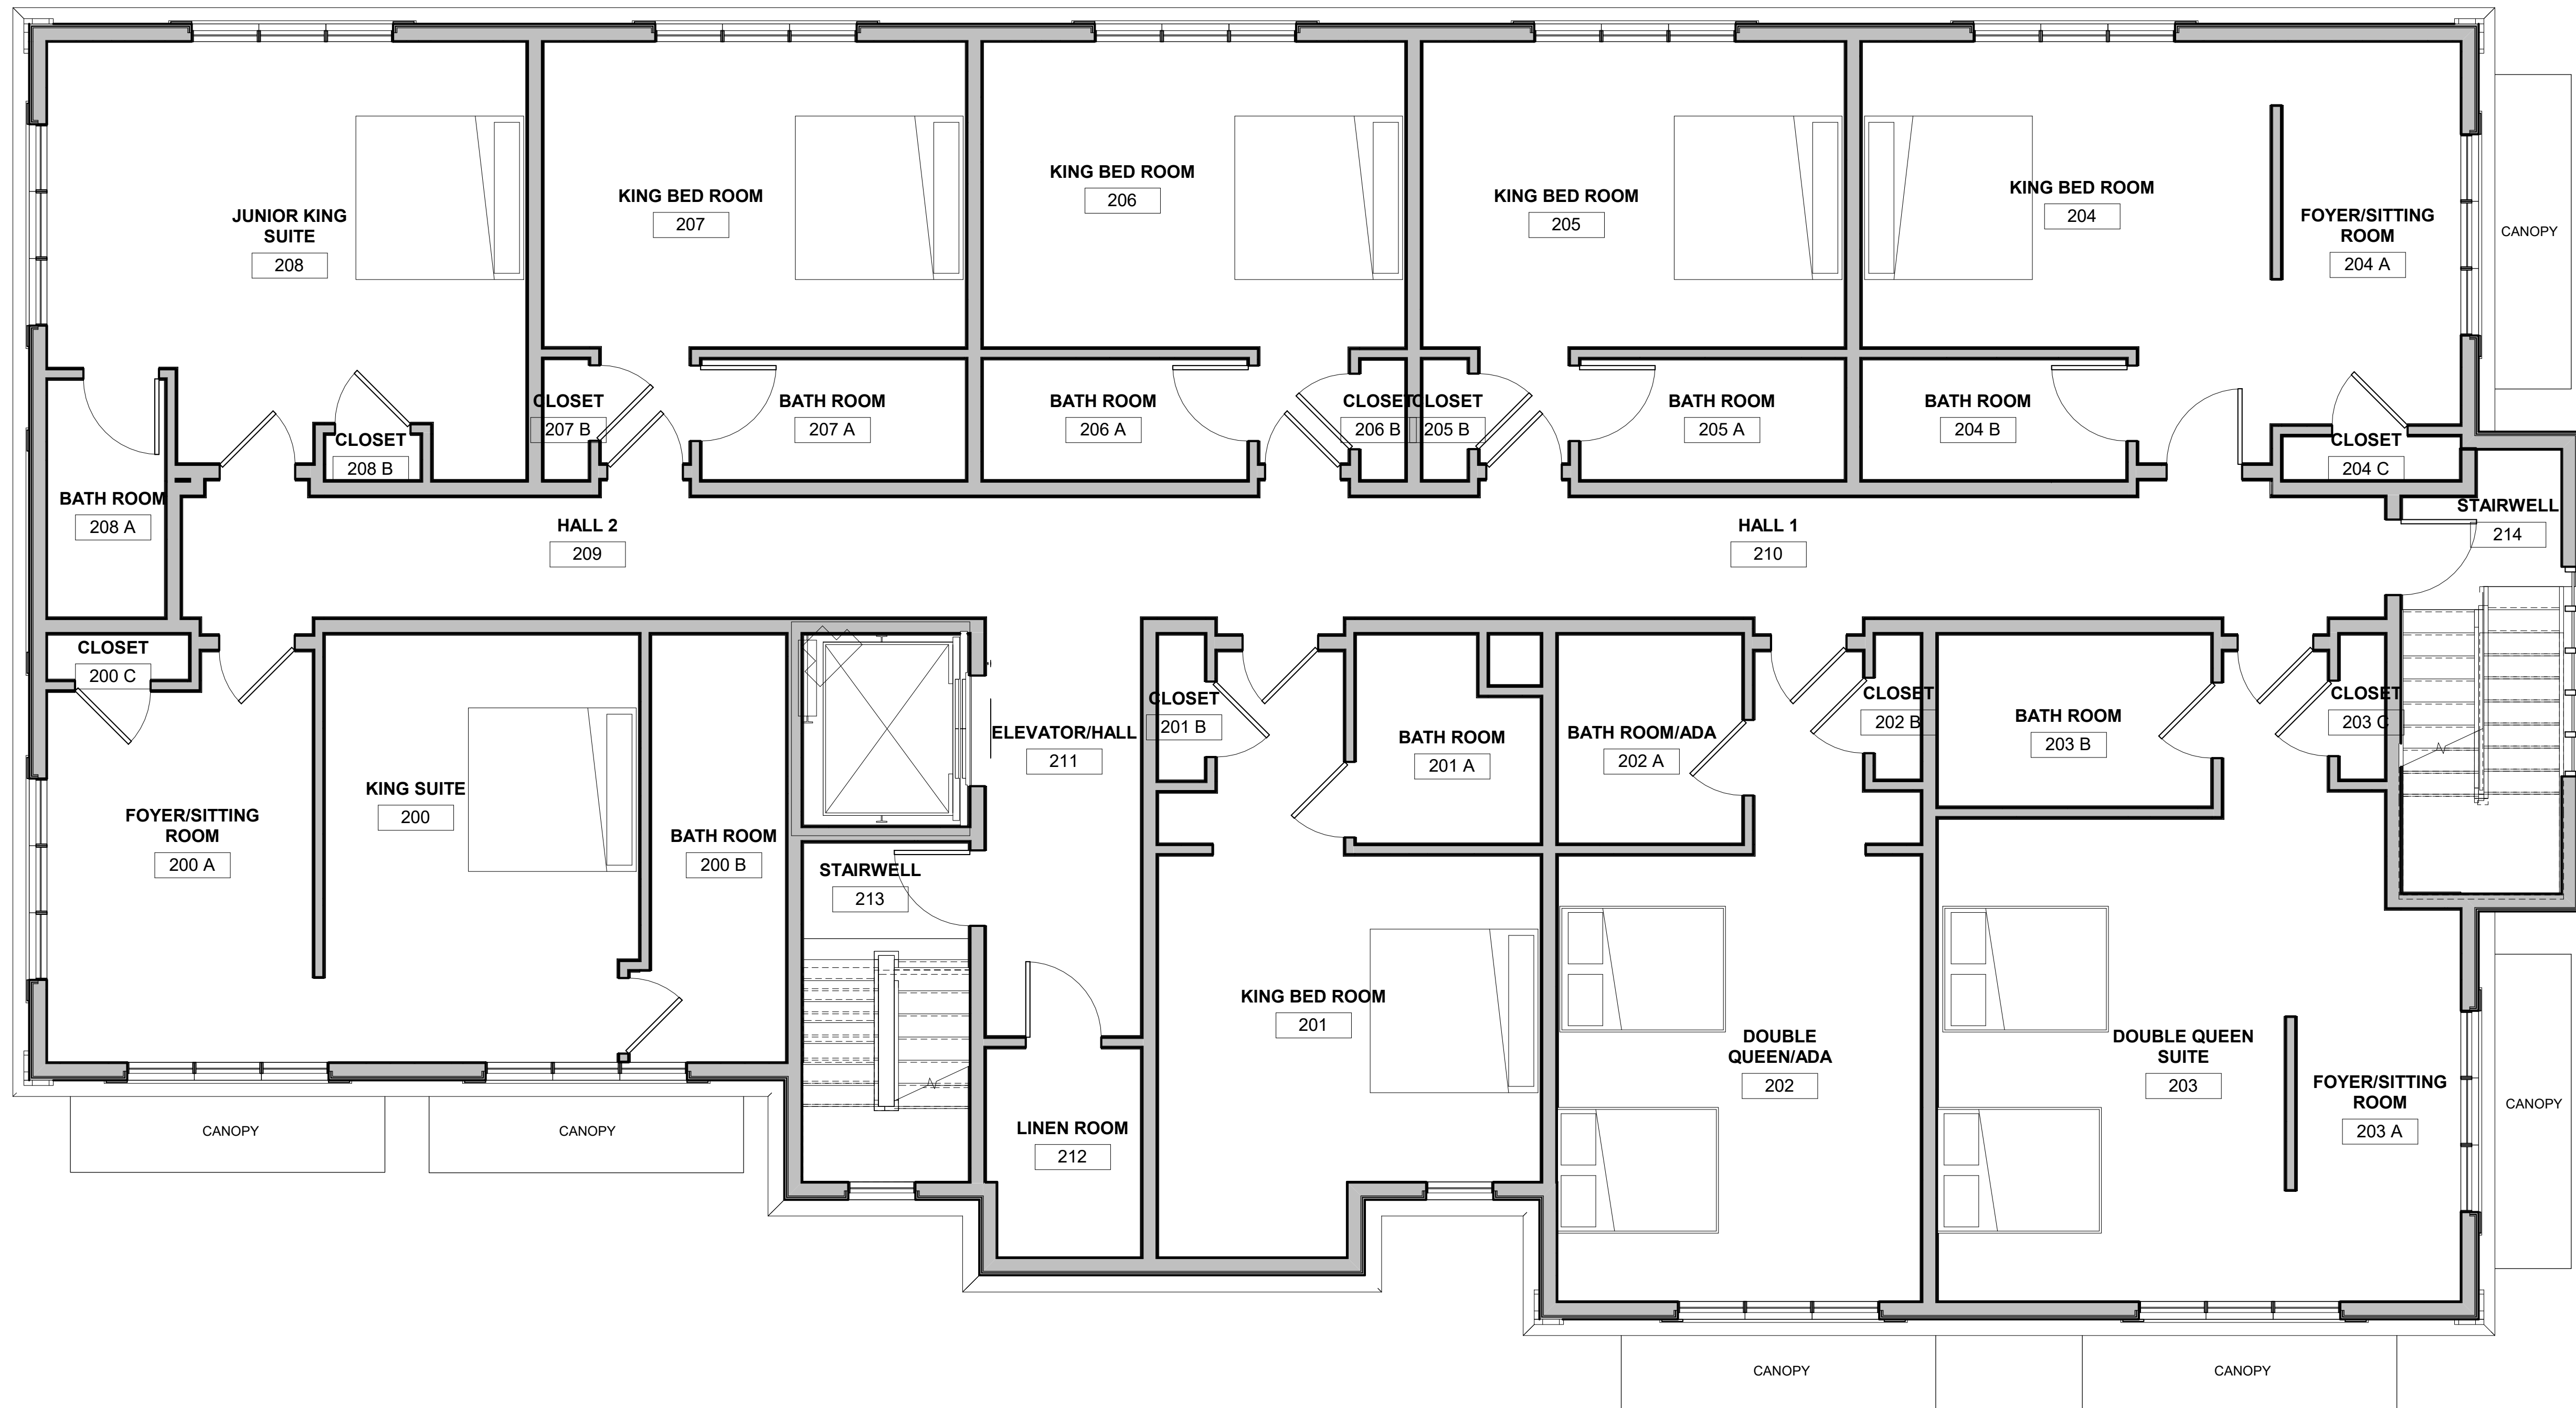 JUNIOR KING
SUITE
208
KING BED ROOM
207
KING BED ROOM
206
KING BED ROOM
205
KING BED ROOM
204
FOYER/SITTING
ROOM
204 A
CANOPY
BATH ROOM
208 A
CLOSET
208 B
CLOSET
207 B
BATH ROOM
207 A
BATH ROOM
206 A
CLOSET
206 B
CLOSET
205 B
BATH ROOM
205 A
BATH ROOM
204 B
CLOSET
204 C
STAIRWELL
214
HALL 2
209
HALL 1
210
CLOSET
200 C
FOYER/SITTING
ROOM
200 A
KING SUITE
200
BATH ROOM
200 B
STAIRWELL
213
ELEVATOR/HALL
211
CLOSET
201 B
BATH ROOM
201 A
BATH ROOM/ADA
202 A
CLOSET
202 B
BATH ROOM
203 B
CLOSET
203 C
LINEN ROOM
212
KING BED ROOM
201
DOUBLE
QUEEN/ADA
202
DOUBLE QUEEN
SUITE
203
FOYER/SITTING
ROOM
203 A
CANOPY
CANOPY
CANOPY
CANOPY
CANOPY